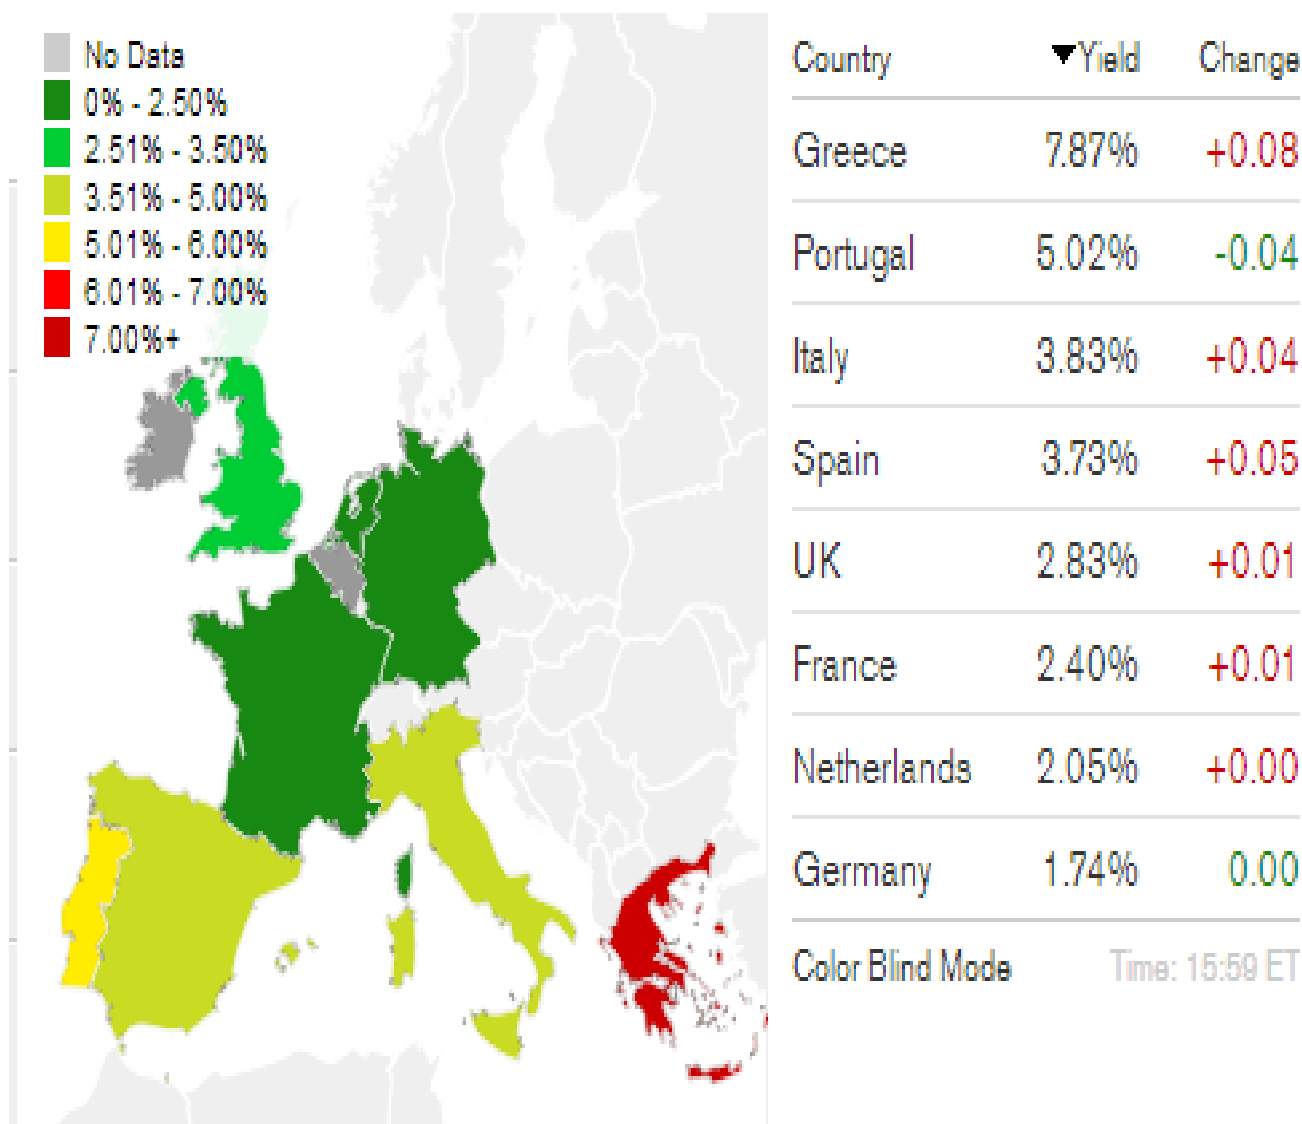 No Data
0% - 2.50%
2.51% - 3.50%
3.51% - 5.00%
5.01% - 6.00%
6.01% - 7.00%
7.00%+
Country ▼Yield Change
Greece 7.87% +0.08
Portugal 5.02% -0.04
Italy 3.83% +0.04
Spain 3.73% +0.05
UK 2.83% +0.01
France 2.40% +0.01
Netherlands 2.05% +0.00
Germany 1.74% 0.00
Color Blind Mode Time: 15:59 ET